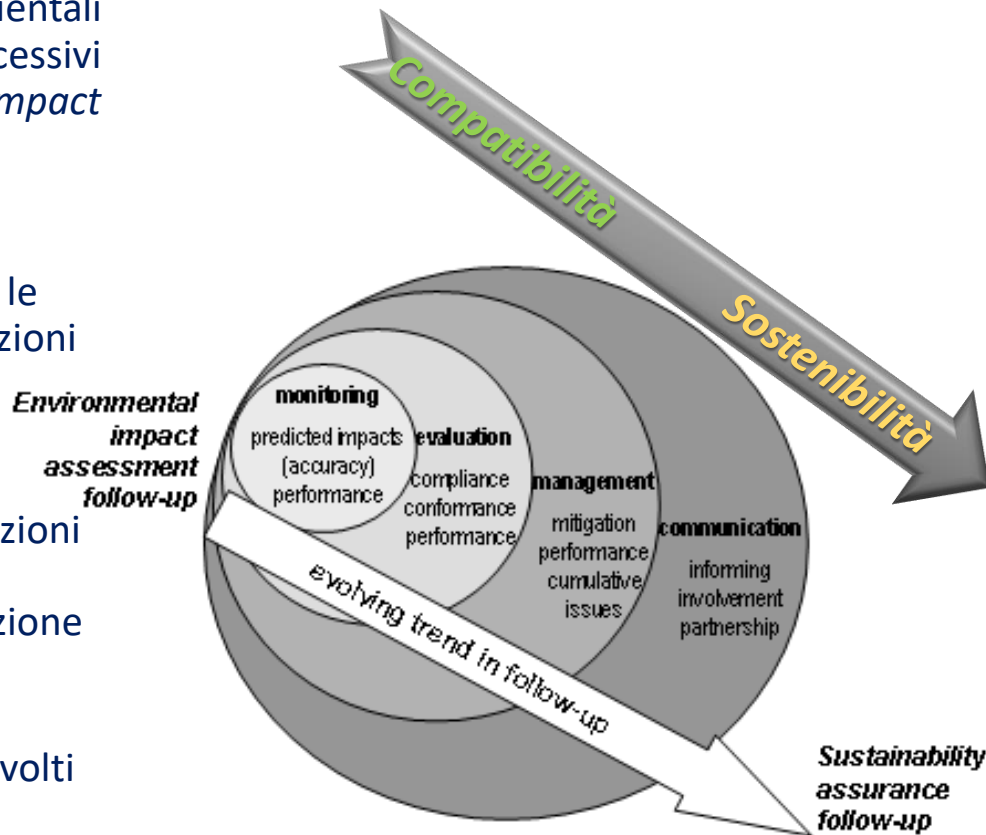 ientali
cessivi
mpact
le
zioni
zioni
zione
volti
Compatibilità
Sostenibilità
Environmental
impact
assessment
follow-up
monitoring
predicted impacts
(accuracy)
performance
evaluation
compliance
conformance
performance
management
mitigation
performance
cumulative
issues
communication
informing
involvement
partnership
evolving trend in follow-up
Sustainability
assurance
follow-up